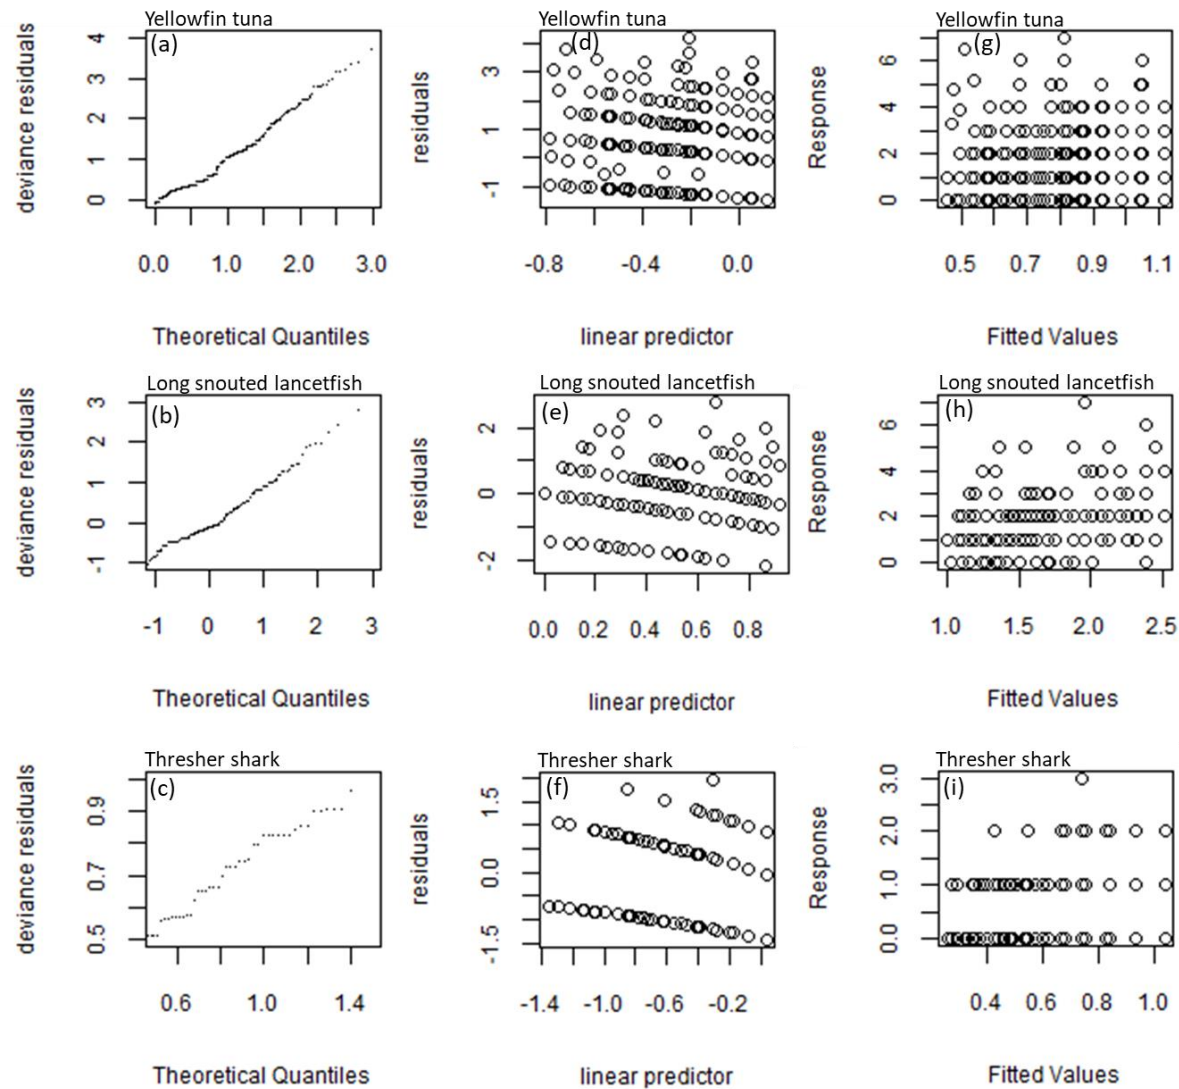 Yellowfin tuna
(a)
deviance residuals
4
3
2
1
0
0.0 1.0 2.0 3.0
Theoretical Quantiles
Yellowfin tuna
(d)
residuals
3
1
-1
-0.8 -0.4 0.0
linear predictor
Yellowfin tuna
(g)
Response
6
4
2
0
0.5 0.7 0.9 1.1
Fitted Values
Long snouted lancetfish
(b)
deviance residuals
3
2
1
0
-1
-1 0 1 2 3
Theoretical Quantiles
Long snouted lancetfish
(e)
residuals
2
0
-2
0.0 0.2 0.4 0.6 0.8
linear predictor
Long snouted lancetfish
(h)
Response
6
4
2
0
1.0 1.5 2.0 2.5
Fitted Values
Thresher shark
(c)
deviance residuals
0.9
0.7
0.5
0.6 1.0 1.4
Theoretical Quantiles
Thresher shark
(f)
residuals
1.5
0.0
-1.5
-1.4 -1.0 -0.6 -0.2
linear predictor
Thresher shark
(i)
Response
3.0
2.0
1.0
0.0
0.4 0.6 0.8 1.0
Fitted Values